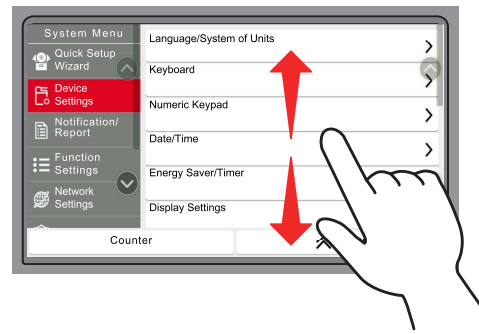 System Menu
Quick Setup
Wizard
Device
Settings
Notification/
Report
Function
Settings
Network
Settings
Language/System of Units
Keyboard
Numeric Keypad
Date/Time
Energy Saver/Timer
Display Settings
Counter